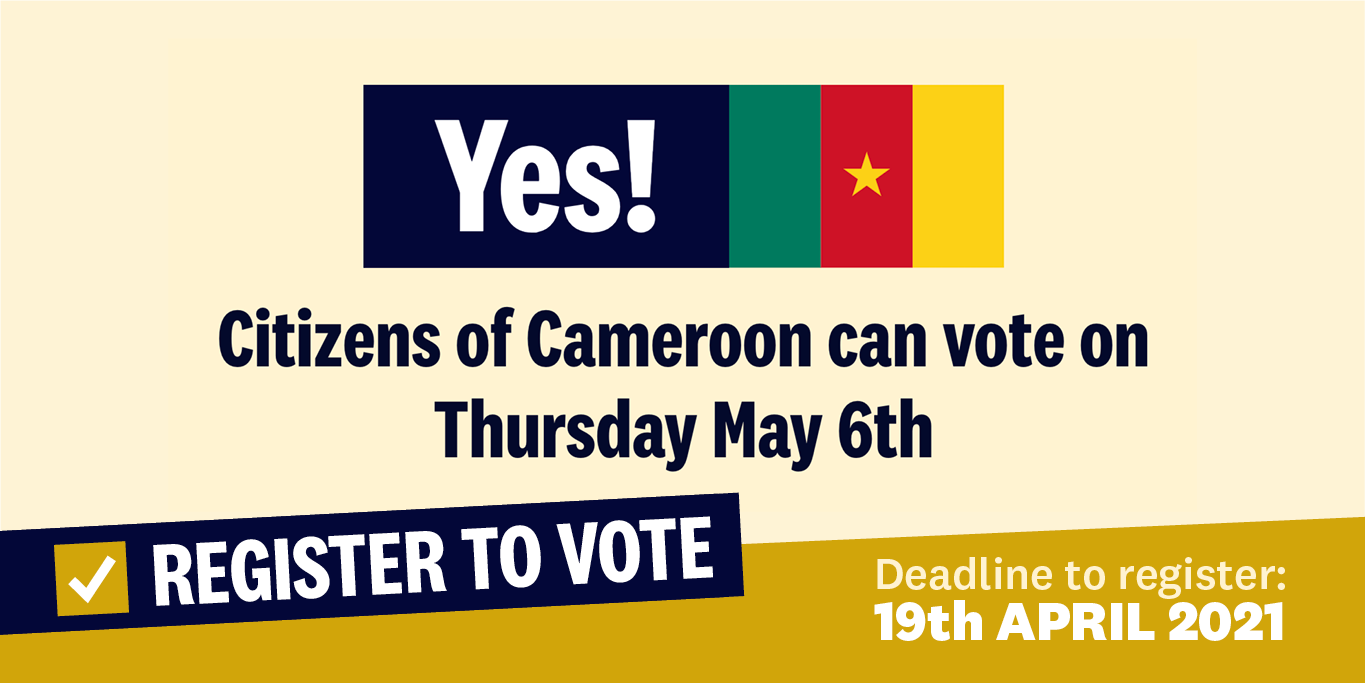 Yes!
Citizens of Cameroon can vote on
Thursday May 6th
REGISTER TO VOTE
Deadline to register:
19th APRIL 2021